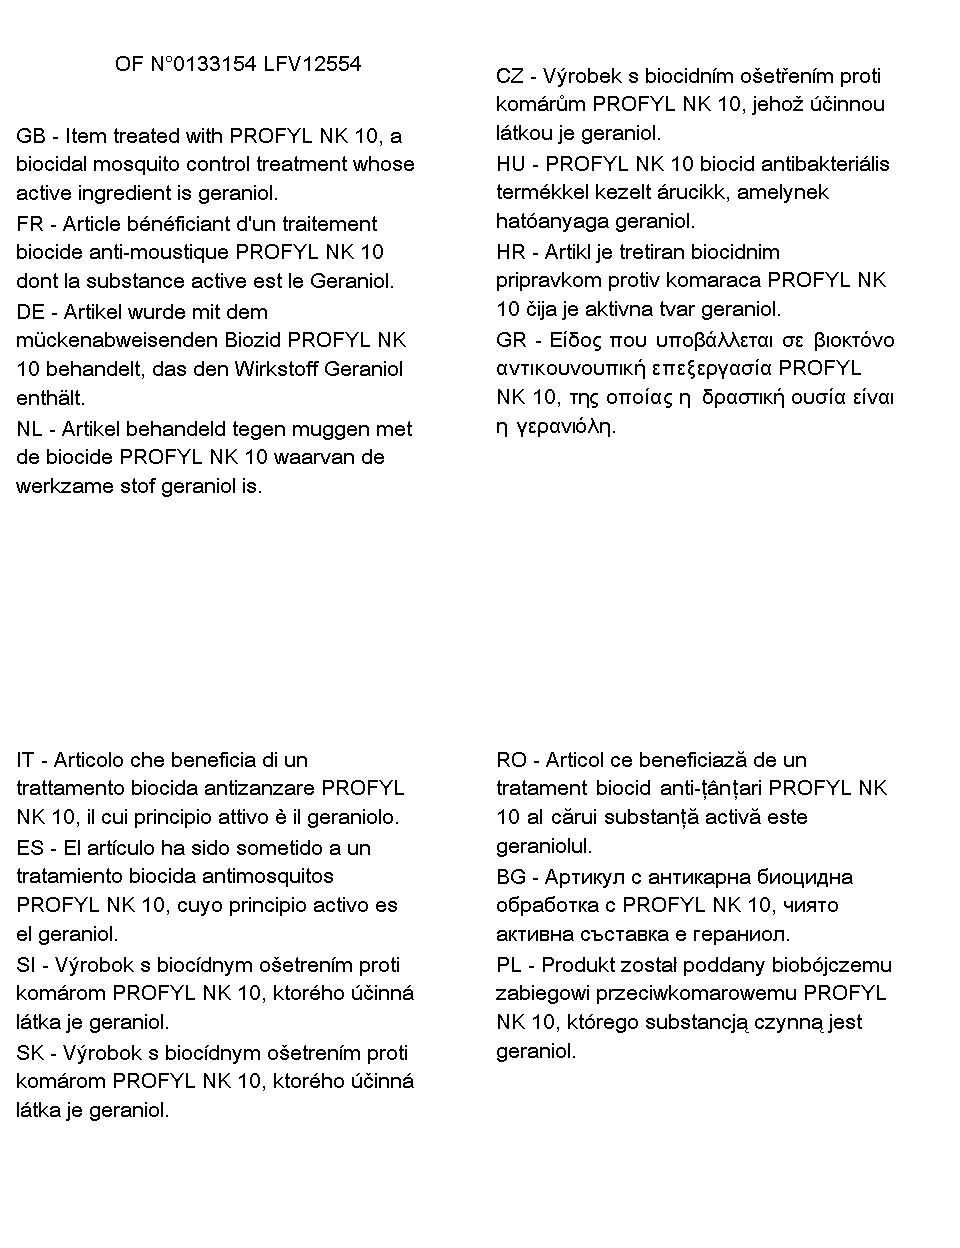 OF N°0133154 LFV12554
GB - Item treated with PROFYL NK 10, a
biocidal mosquito control treatment whose
active ingredient is geraniol.
FR - Article bénéficiant d'un traitement
biocide anti-moustique PROFYL NK 10
dont la substance active est le Geraniol.
DE - Artikel wurde mit dem
mückenabweisenden Biozid PROFYL NK
10 behandelt, das den Wirkstoff Geraniol
enthält.
NL - Artikel behandeld tegen muggen met
de biocide PROFYL NK 10 waarvan de
werkzame stof geraniol is.
CZ - Výrobek s biocidním ošetřením proti
komárům PROFYL NK 10, jehož účinnou
látkou je geraniol.
HU - PROFYL NK 10 biocid antibakteriális
termékkel kezelt árucikk, amelynek
hatóanyaga geraniol.
HR - Artikl je tretiran biocidnim
pripravkom protiv komaraca PROFYL NK
10 čija je aktivna tvar geraniol.
GR - Είδος που υποβάλλεται σε βιοκτόνο
αντικουνουπική επεξεργασία PROFYL
NK 10, της οποίας η δραστική ουσία είναι
η γερανιόλη.
IT - Articolo che beneficia di un
trattamento biocida antizanzare PROFYL
NK 10, il cui principio attivo è il geraniolo.
ES - El artículo ha sido sometido a un
tratamiento biocida antimosquitos
PROFYL NK 10, cuyo principio activo es
el geraniol.
SI - Výrobok s biocídnym ošetrením proti
komárom PROFYL NK 10, ktorého účinná
látka je geraniol.
SK - Výrobok s biocídnym ošetrením proti
komárom PROFYL NK 10, ktorého účinná
látka je geraniol.
RO - Articol ce beneficiază de un
tratament biocid anti-țânțari PROFYL NK
10 al cărui substanță activă este
geraniolul.
BG - Артикул с антикарна биоцидна
обработка с PROFYL NK 10, чиято
активна съставка е гераниол.
PL - Produkt został poddany biobójczemu
zabiegowi przeciwkomarowemu PROFYL
NK 10, którego substancją czynną jest
geraniol.